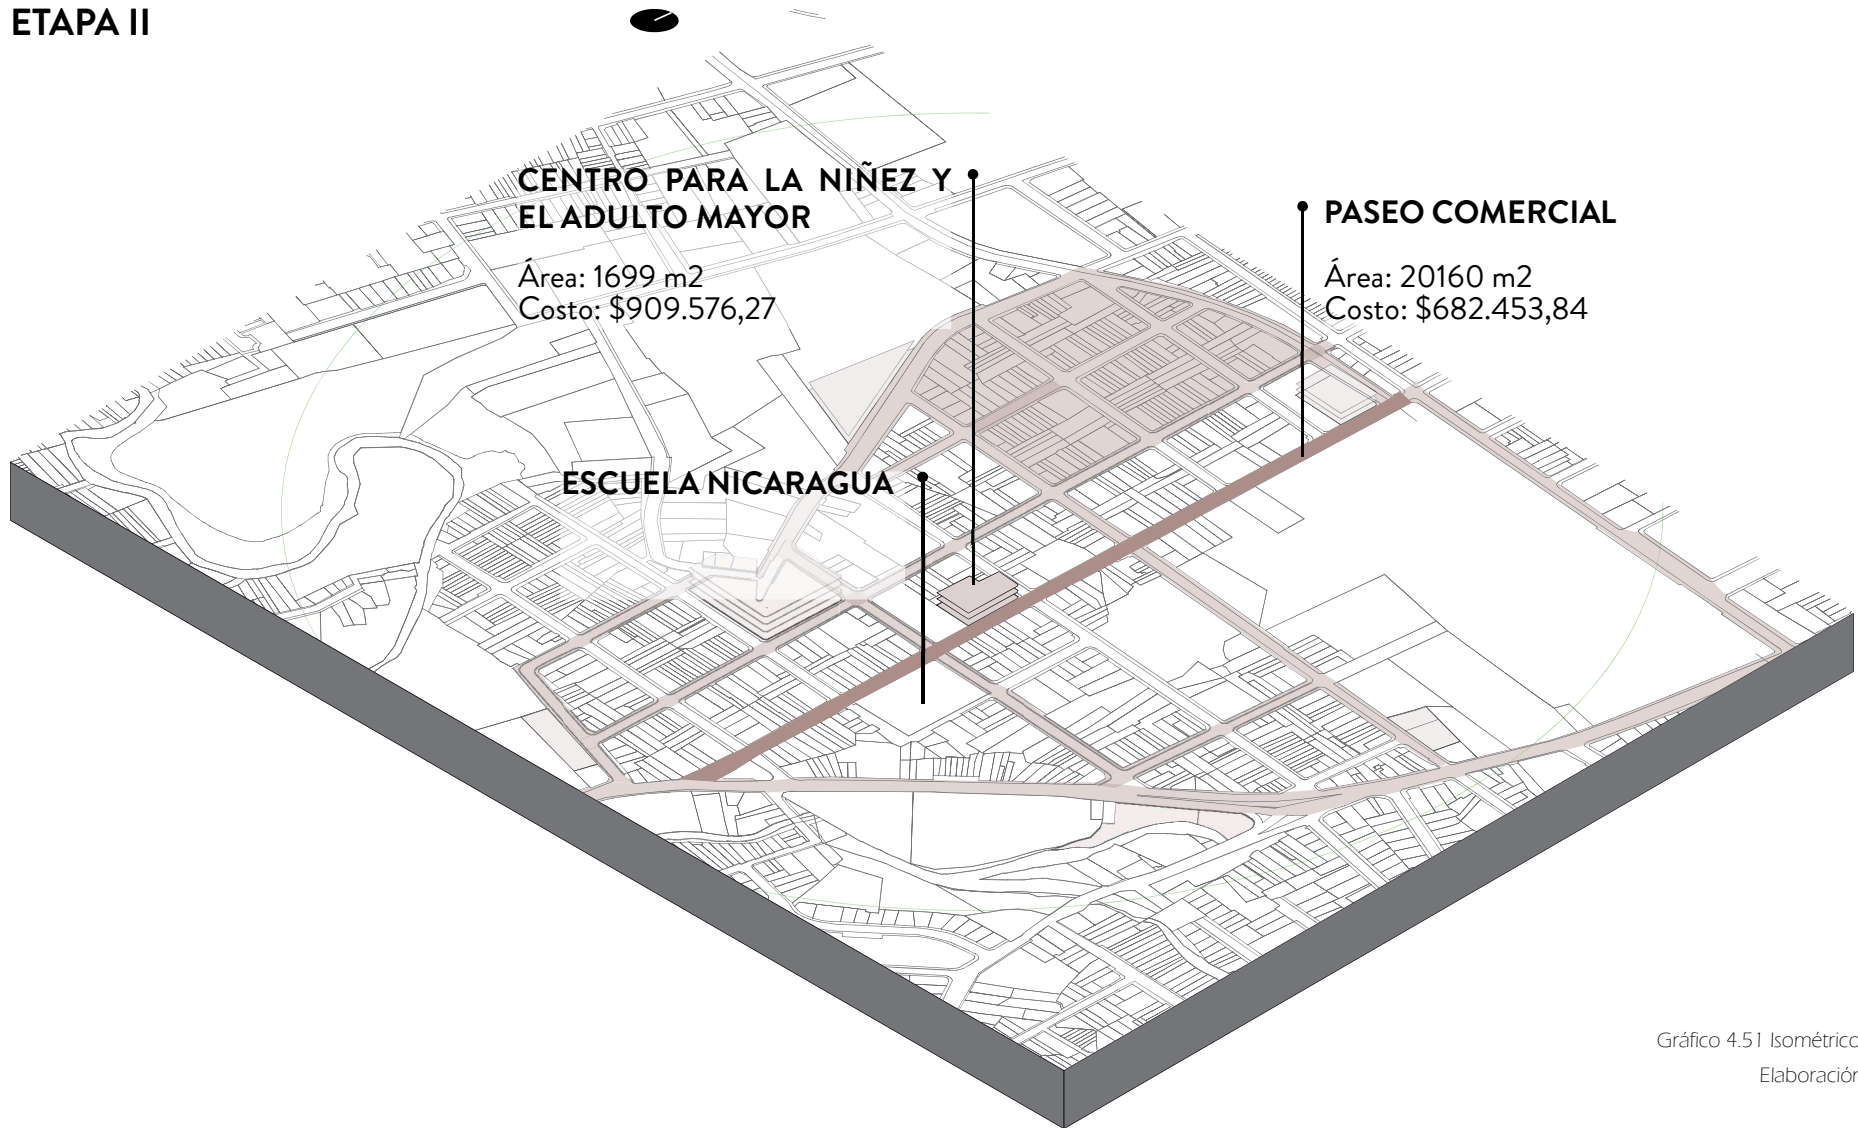 ETAPA II
CENTRO PARA LA NIÑEZ Y
EL ADULTO MAYOR
Área: 1699 m2
Costo: $909.576,27
PASEO COMERCIAL
Área: 20160 m2
Costo: $682.453,84
ESCUELA NICARAGUA
Gráfico 4.51 Isométrico
Elaboración